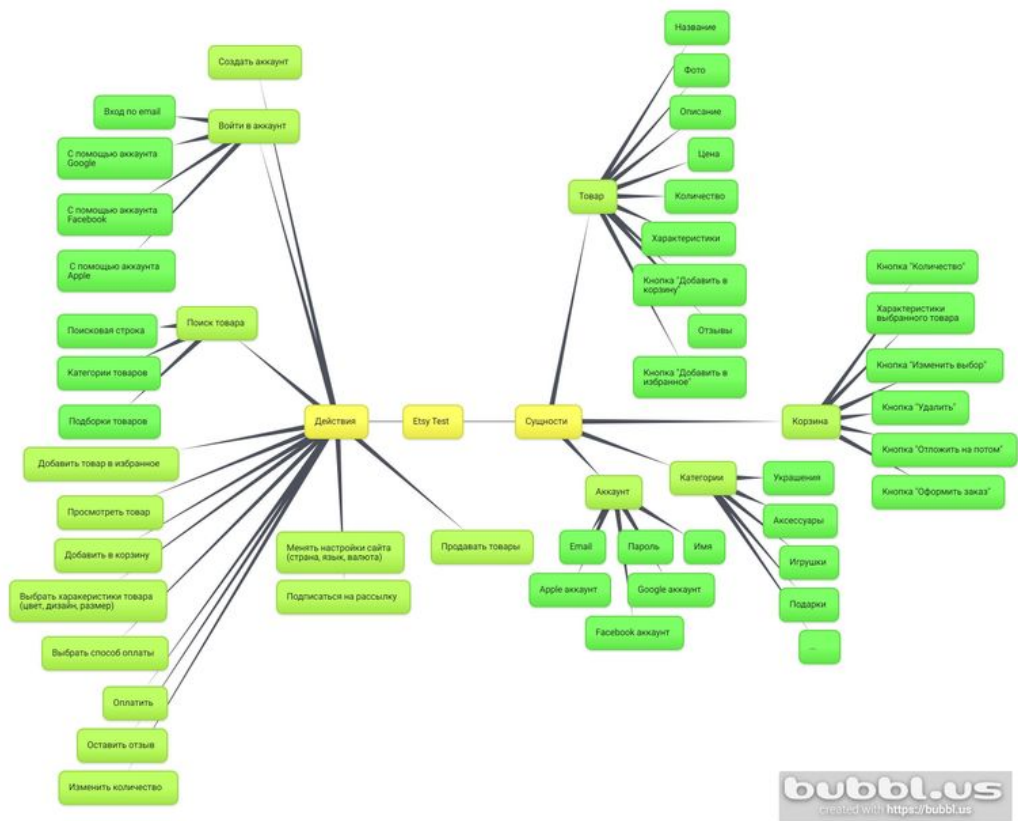 Создать аккаунт
Войти в аккаунт
Вход по email
С помощью аккаунта
Google
С помощью аккаунта
Facebook
С помощью аккаунта
Apple
Поиск товара
Поисковая строка
Категории товаров
Подборки товаров
Действия
Etsy Test
Сущности
Добавить товар в избранное
Просмотреть товар
Добавить в корзину
Выбрать харакеристики товара
(цвет, дизайн, размер)
Выбрать способ оплаты
Оплатить
Оставить отзыв
Изменить количество
Менять настройки сайта
(страна, язык, валюта)
Подписаться на рассылку
Продавать товары
Товар
Название
Фото
Описание
Цена
Количество
Характеристики
Кнопка "Добавить в
корзину"
Отзывы
Кнопка "Добавить в
избранное"
Корзина
Кнопка "Количество"
Характеристики
выбранного товара
Кнопка "Изменить выбор"
Кнопка "Удалить"
Кнопка "Отложить на потом"
Кнопка "Оформить заказ"
Категории
Украшения
Аксессуары
Игрушки
Подарки
...
Аккаунт
Email
Пароль
Имя
Apple аккаунт
Google аккаунт
Facebook аккаунт
bubbl.us
created with https://bubbl.us